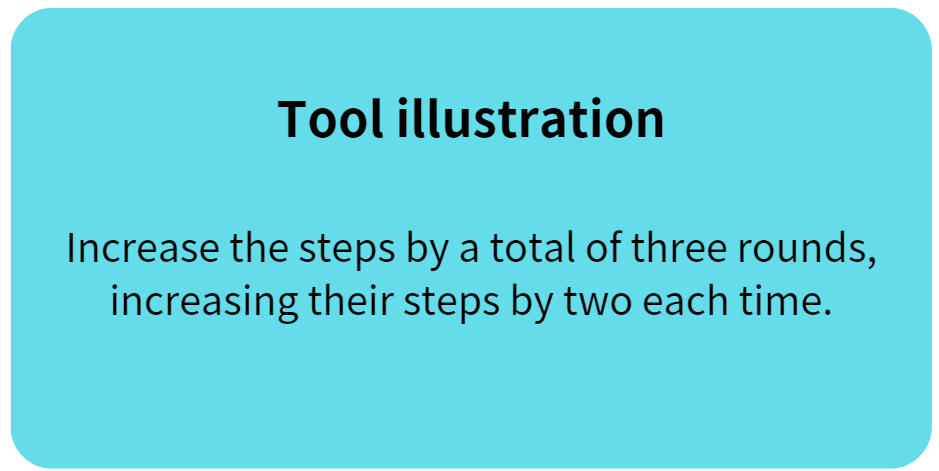 Tool illustration
Increase the steps by a total of three rounds,
increasing their steps by two each time.